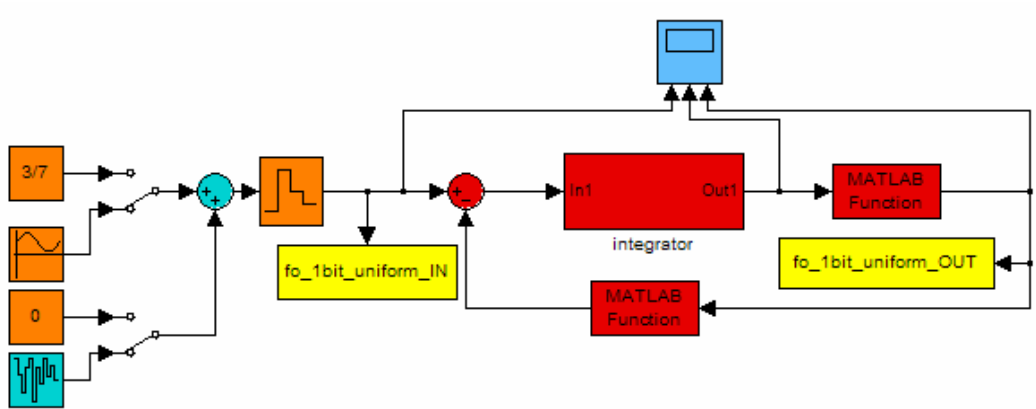 3/7
0
+
+
fo_1bit_uniform_IN
+
−
In1
Out1
integrator
MATLAB
Function
fo_1bit_uniform_OUT
MATLAB
Function